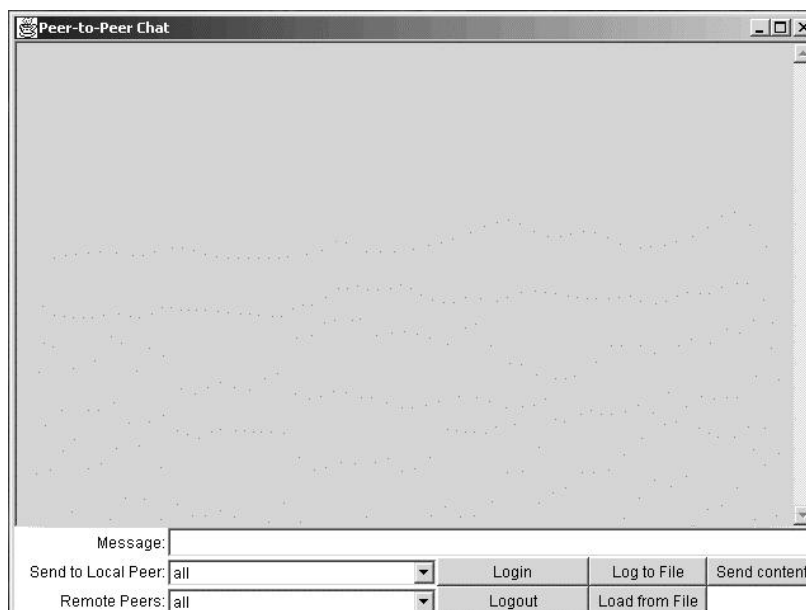 Peer-to-Peer Chat
Message:
Send to Local Peer: all Login Log to File Send content
Remote Peers: all Logout Load from File